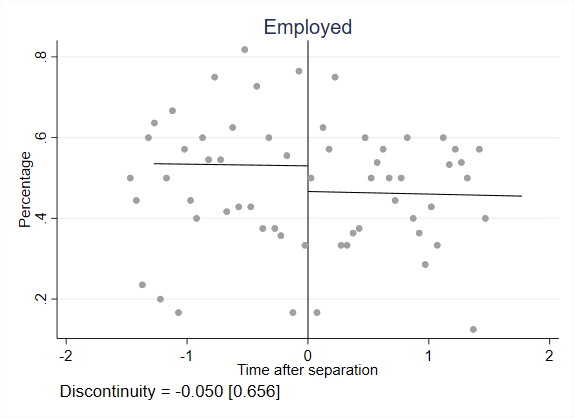 Employed
Percentage
.8
.6
.4
.2
-2 -1 0 1 2
Time after separation
Discontinuity = -0.050 [0.656]